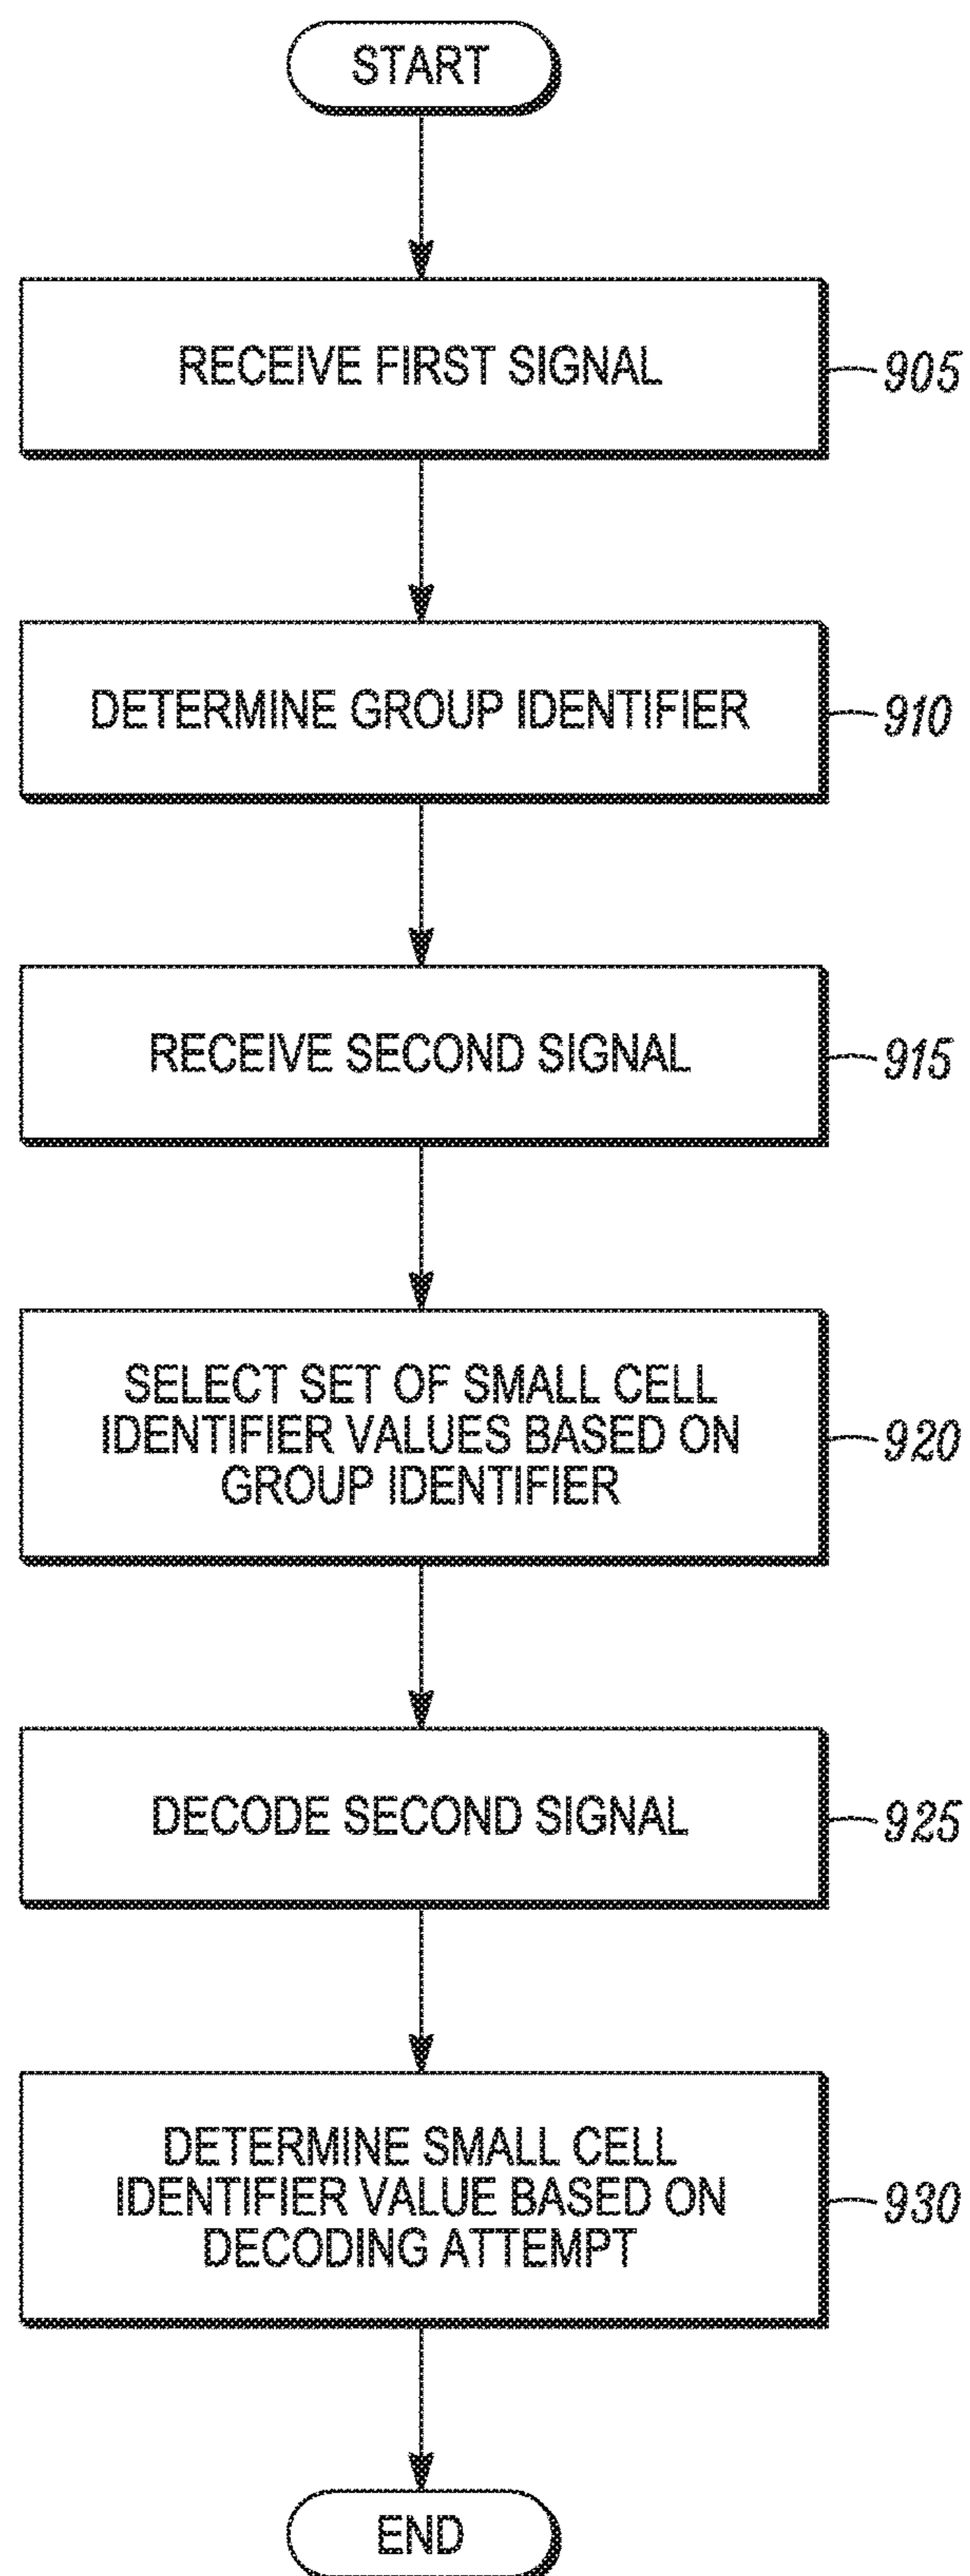 START
RECEIVE FIRST SIGNAL
905
DETERMINE GROUP IDENTIFIER
910
RECEIVE SECOND SIGNAL
915
SELECT SET OF SMALL CELL
IDENTIFIER VALUES BASED ON
GROUP IDENTIFIER
920
DECODE SECOND SIGNAL
925
DETERMINE SMALL CELL
IDENTIFIER VALUE BASED ON
DECODING ATTEMPT
930
END